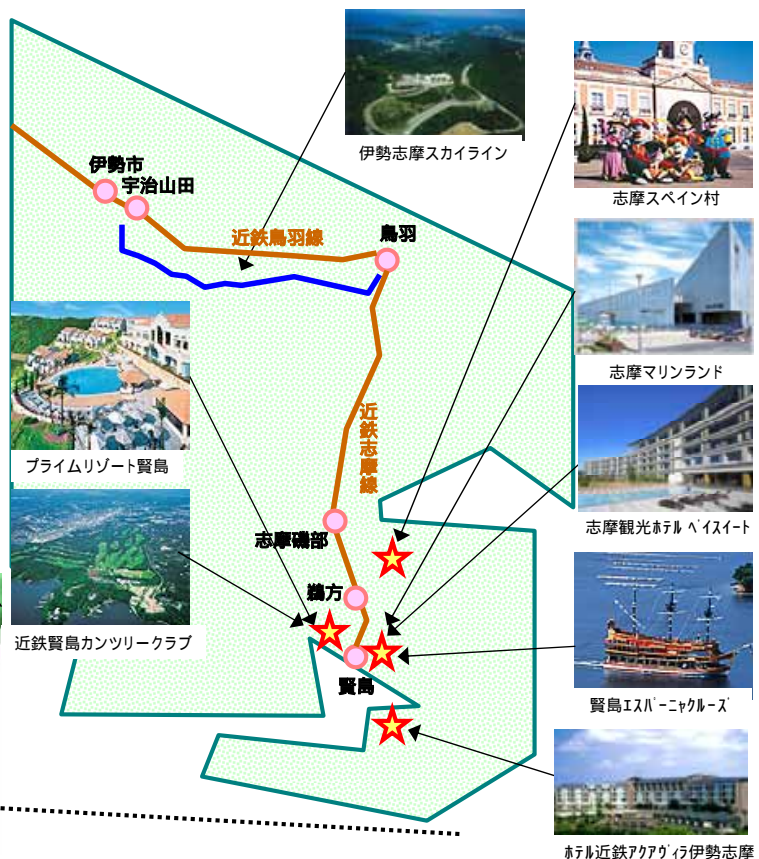 伊勢志摩スカイライン
伊勢市
宇治山田
近鉄鳥羽線
鳥羽
志摩スペイン村
志摩マリンランド
プライムリゾート賢島
近鉄志摩線
志摩磯部
志摩観光ホテル ベイスイート
鵜方
近鉄賢島カンツリークラブ
賢島
賢島エスパーニャクルーズ
ホテル近鉄アクアヴィラ伊勢志摩